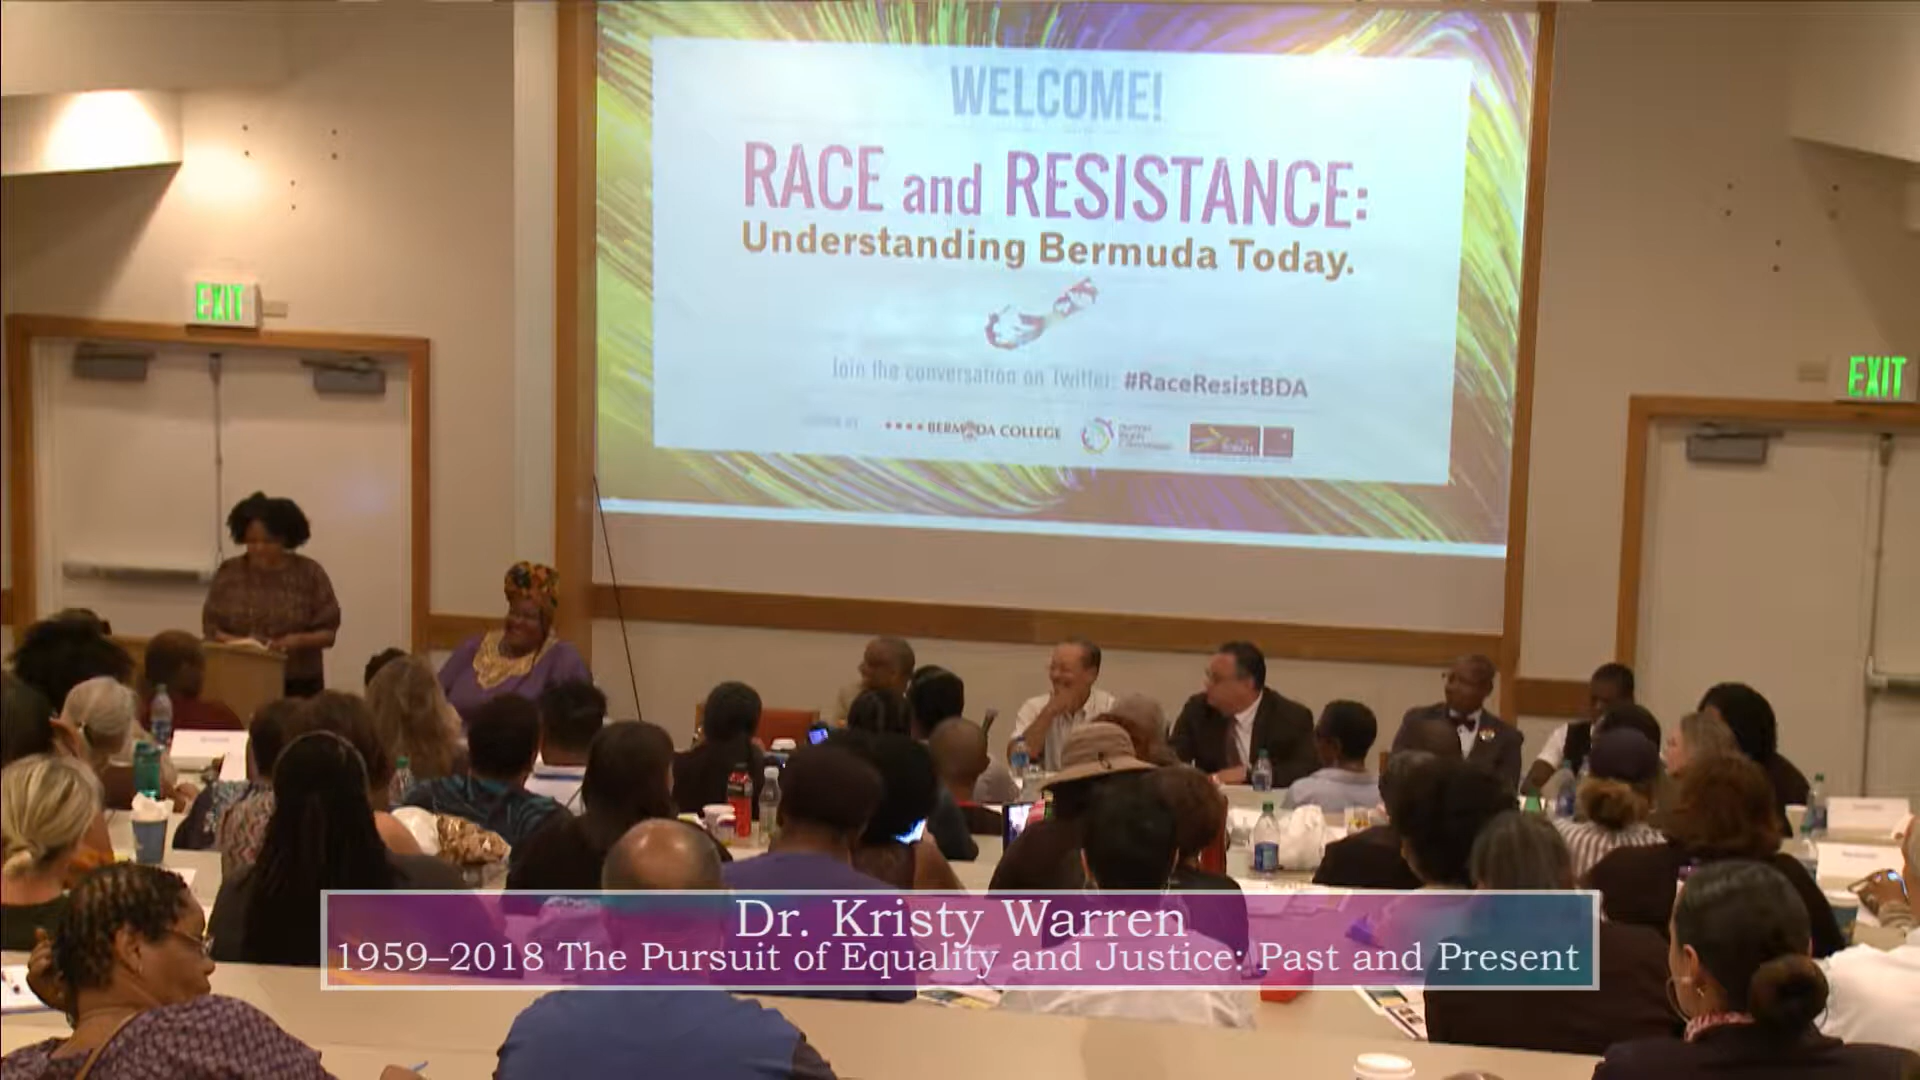 WELCOME!
RACE and RESISTANCE:
Understanding Bermuda Today.
Join the conversation on Twitter: #RaceResistBDA
BERMUDA COLLEGE
EXIT
EXIT
Dr. Kristy Warren
1959–2018 The Pursuit of Equality and Justice: Past and Present